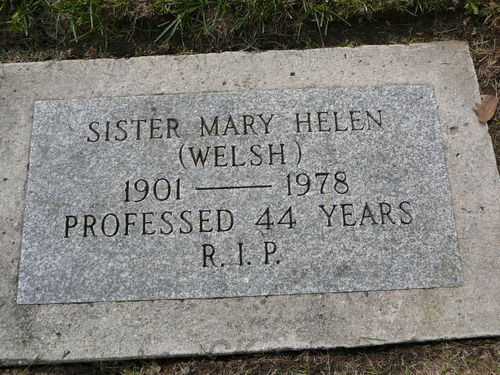 SISTER MARY HELEN
(WELSH)
1901 — 1978
PROFESSED 44 YEARS
R.I.P.